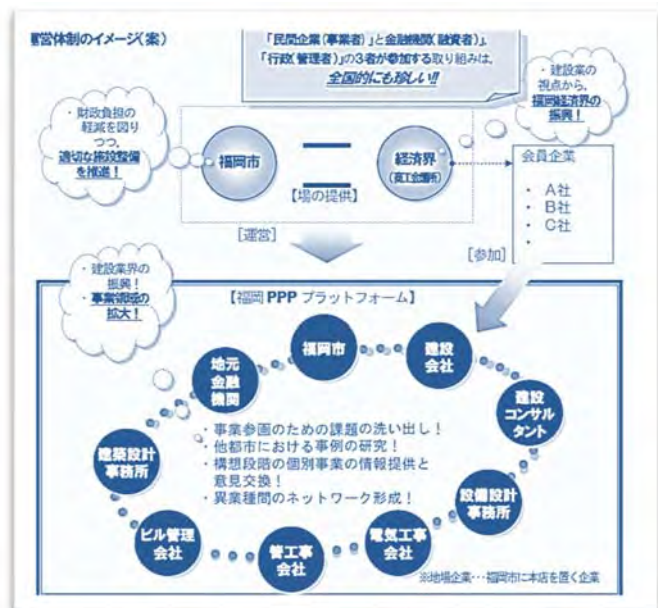 運営体制のイメージ(案)
「民間企業(事業者)」と金融機関(融資者)」、
「行政(管理者)」の3者が参加する取り組みは、
全国的にも珍しい!!
・ 建設業の
視点から、
福岡経済界の
振興!
・ 財政負担の
軽減を図り
つつ、
適切な施設整備
を推進!
福岡市
経済界
(商工会議所)
【場の提供】
会員企業
・ A社
・ B社
・ C社
・
[運営]
[参加]
・ 建設業界の
振興!
・ 事業領域の
拡大!
【福岡 PPP プラットフォーム】
福岡市
建設
会社
地元
金融
機関
建設
コンサル
タント
・ 事業参画のための課題の洗い出し!
・ 他都市における事例の研究!
・ 構想段階の個別事業の情報提供と
意見交換!
・ 異業種間のネットワーク形成!
建築設計
事務所
設備設計
事務所
ビル管理
会社
管工事
会社
電気工事
会社
※地場企業・・・福岡市に本店を置く企業